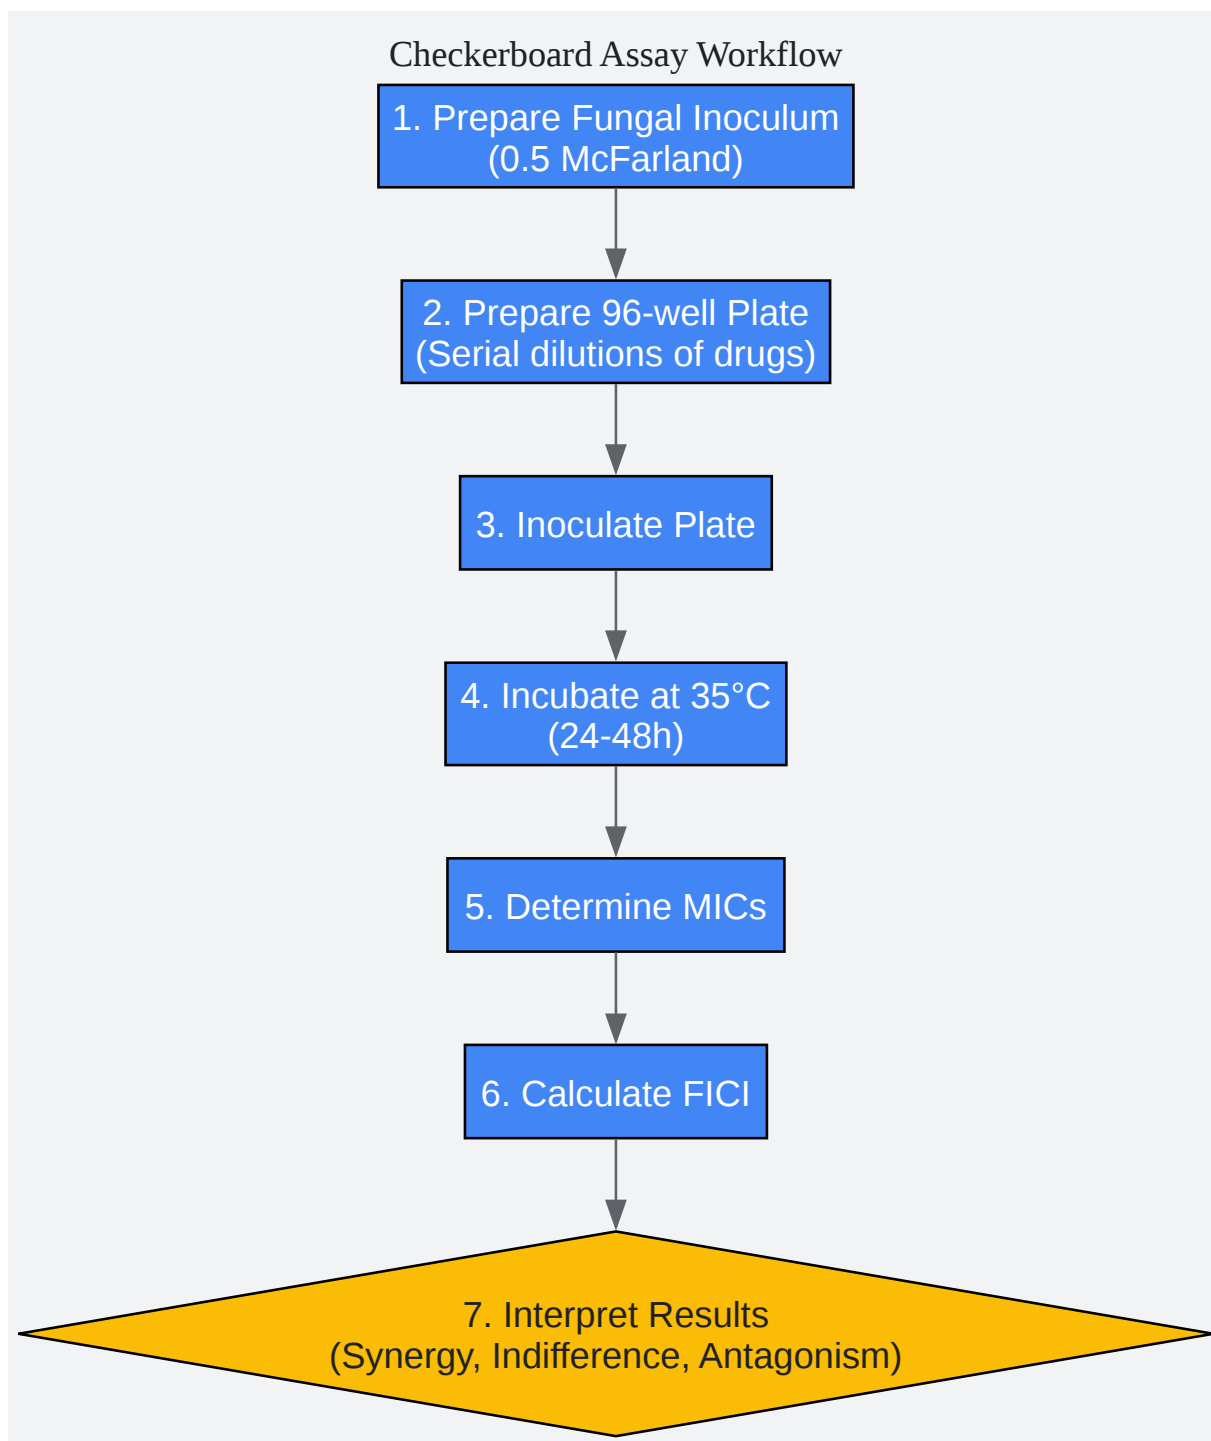 Checkerboard Assay Workflow
1. Prepare Fungal Inoculum
(0.5 McFarland)
2. Prepare 96-well Plate
(Serial dilutions of drugs)
3. Inoculate Plate
4. Incubate at 35°C
(24-48h)
5. Determine MICs
6. Calculate FICI
7. Interpret Results
(Synergy, Indifference, Antagonism)